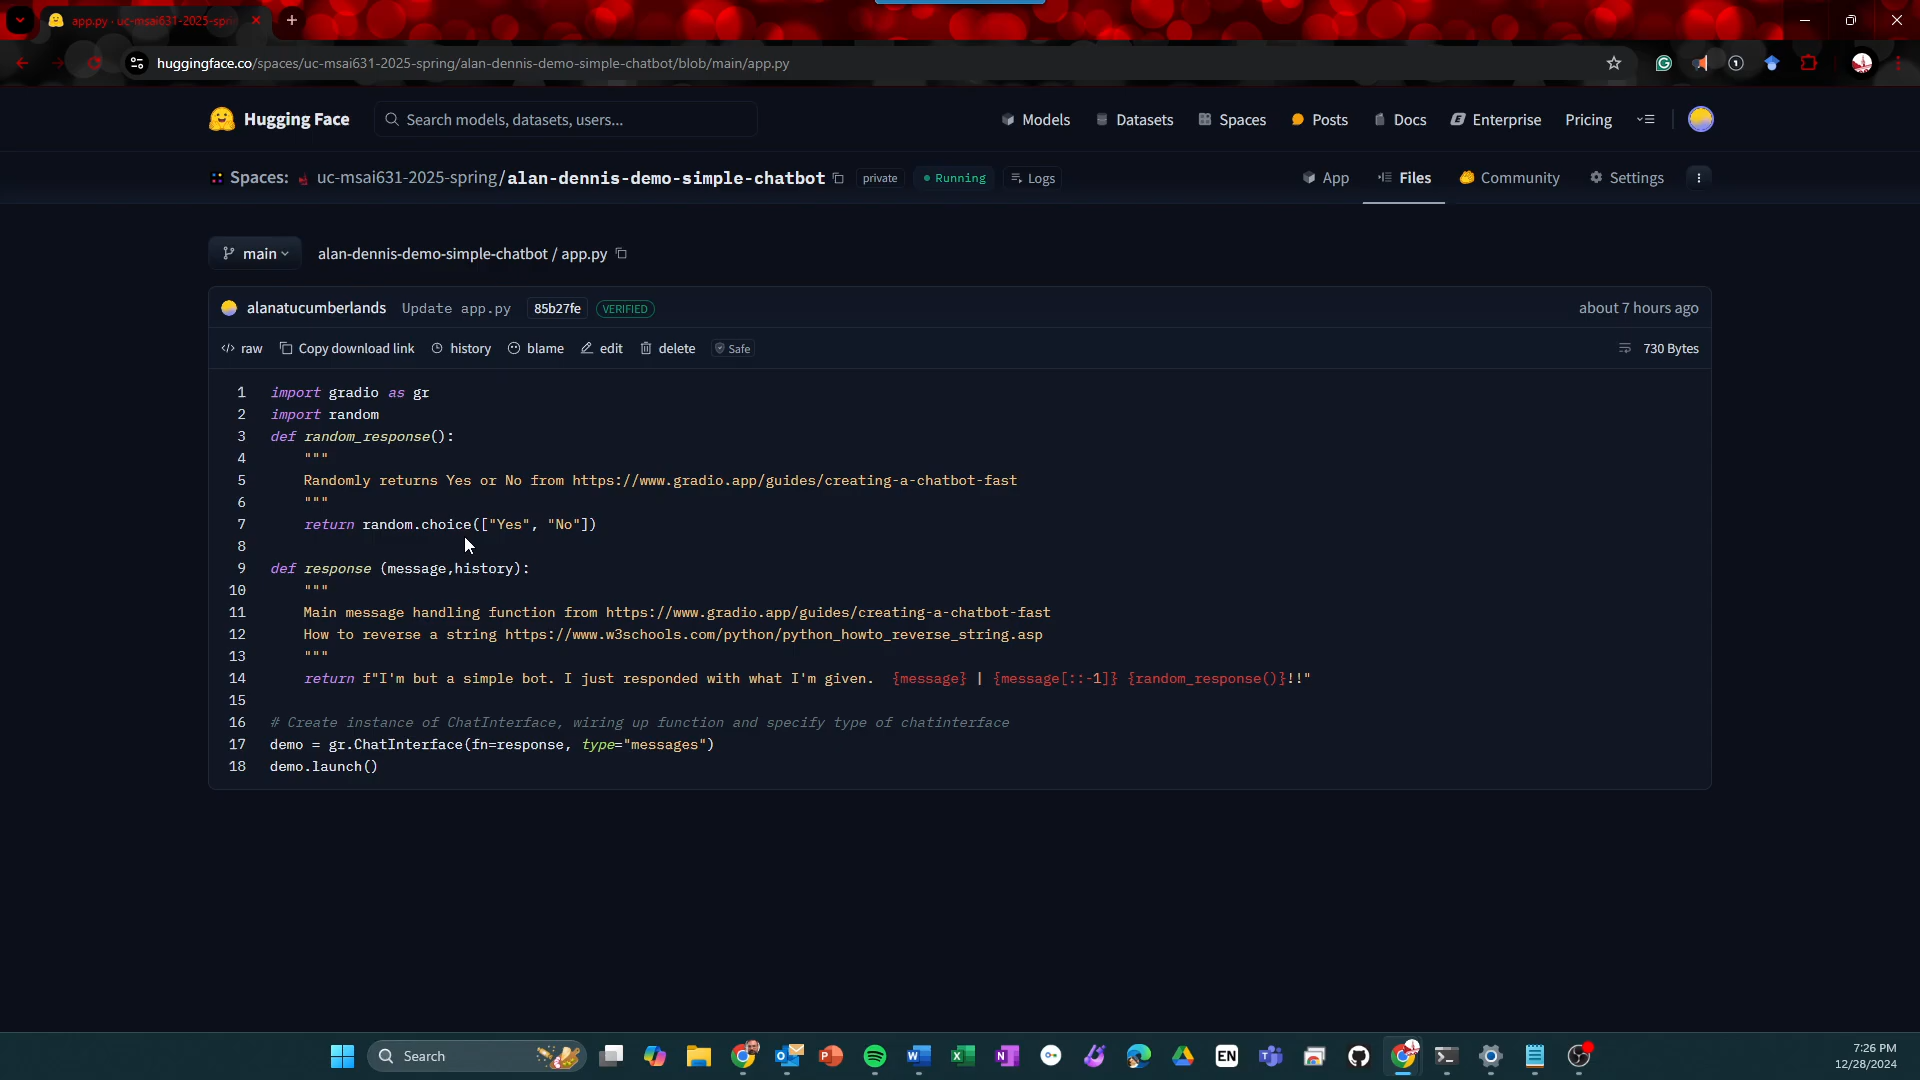 app.py · uc-msai631-2025-spri
huggingface.co/spaces/uc-msai631-2025-spring/alan-dennis-demo-simple-chatbot/blob/main/app.py
Hugging Face
Search models, datasets, users...
Models
Datasets
Spaces
Posts
Docs
Enterprise
Pricing
Spaces:
uc-msai631-2025-spring/alan-dennis-demo-simple-chatbot
private
Running
Logs
App
Files
Community
Settings
main
alan-dennis-demo-simple-chatbot / app.py
alanatucumberlands
Update app.py
85b27fe
VERIFIED
about 7 hours ago
</> raw
Copy download link
history
blame
edit
delete
Safe
730 Bytes
1 import gradio as gr
2 import random
3 def random_response():
4 """
5 Randomly returns Yes or No from https://www.gradio.app/guides/creating-a-chatbot-fast
6 """
7 return random.choice(["Yes", "No"])
8
9 def response (message,history):
10 """
11 Main message handling function from https://www.gradio.app/guides/creating-a-chatbot-fast
12 How to reverse a string https://www.w3schools.com/python/python_howto_reverse_string.asp
13 """
14 return f"I'm but a simple bot. I just responded with what I'm given.  {message} | {message[::-1]} {random_response()}!!"
15
16 # Create instance of ChatInterface, wiring up function and specify type of chatinterface
17 demo = gr.ChatInterface(fn=response, type="messages")
18 demo.launch()
Search
EN
7:26 PM
12/28/2024